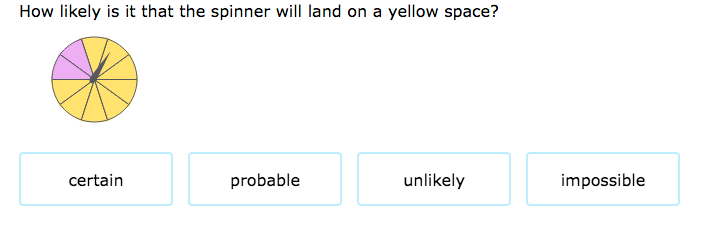 How likely is it that the spinner will land on a yellow space?
certain probable unlikely impossible